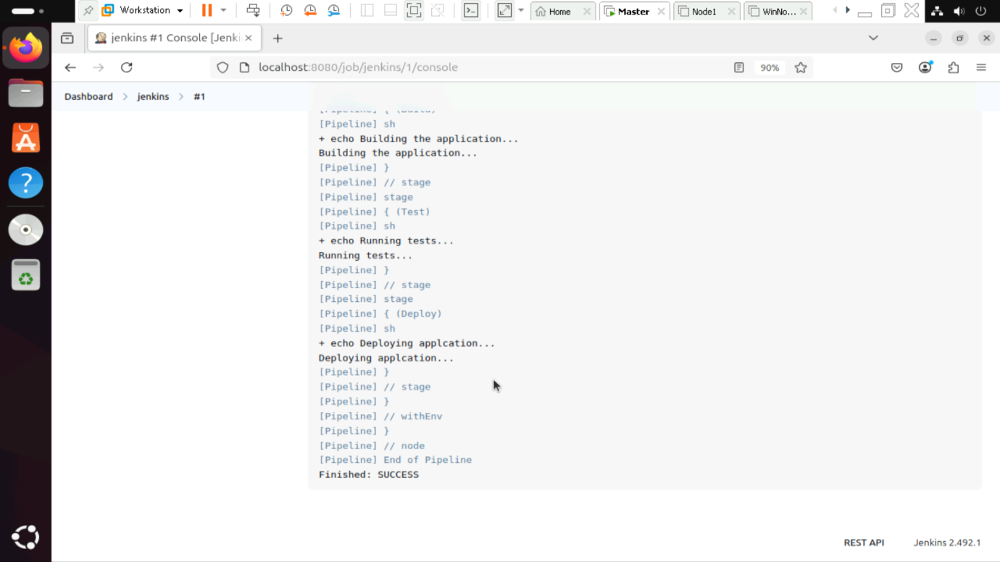 Workstation
Home
Master
Node1
WinNo...
jenkins #1 Console [Jenki
localhost:8080/job/jenkins/1/console
90%
Dashboard > jenkins > #1
[Pipeline] { (Build)
[Pipeline] sh
+ echo Building the application...
Building the application...
[Pipeline] }
[Pipeline] // stage
[Pipeline] stage
[Pipeline] { (Test)
[Pipeline] sh
+ echo Running tests...
Running tests...
[Pipeline] }
[Pipeline] // stage
[Pipeline] stage
[Pipeline] { (Deploy)
[Pipeline] sh
+ echo Deploying applcation...
Deploying applcation...
[Pipeline] }
[Pipeline] // stage
[Pipeline] }
[Pipeline] // withEnv
[Pipeline] }
[Pipeline] // node
[Pipeline] End of Pipeline
Finished: SUCCESS
REST API
Jenkins 2.492.1